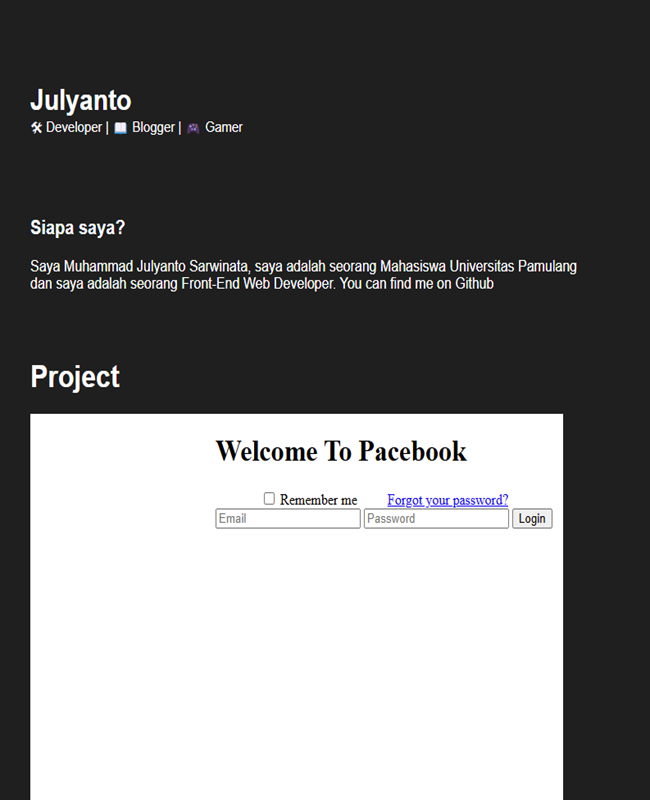 Julyanto
🛠 Developer | 📖 Blogger | 🎮 Gamer
Siapa saya?
Saya Muhammad Julyanto Sarwinata, saya adalah seorang Mahasiswa Universitas Pamulang
dan saya adalah seorang Front-End Web Developer. You can find me on Github
Project
Welcome To Pacebook
Remember me Forgot your password?
Email Password Login